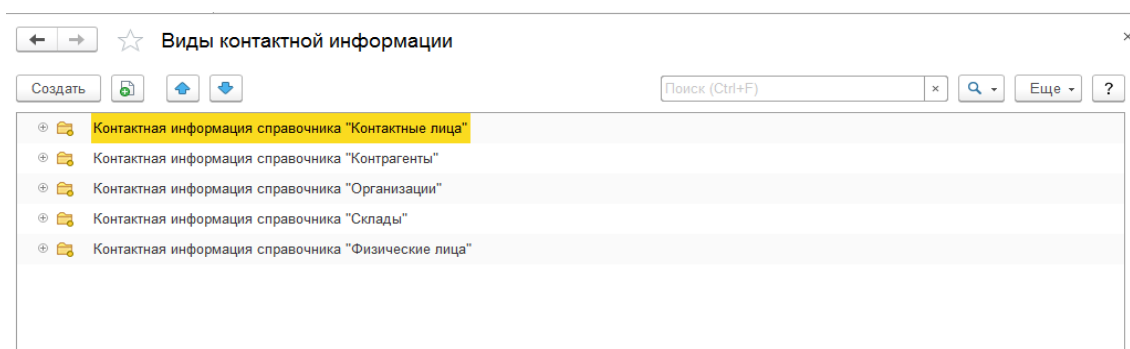 Виды контактной информации
Создать Поиск (Ctrl+F) × Еще ?
Контактная информация справочника "Контактные лица"
Контактная информация справочника "Контрагенты"
Контактная информация справочника "Организации"
Контактная информация справочника "Склады"
Контактная информация справочника "Физические лица"